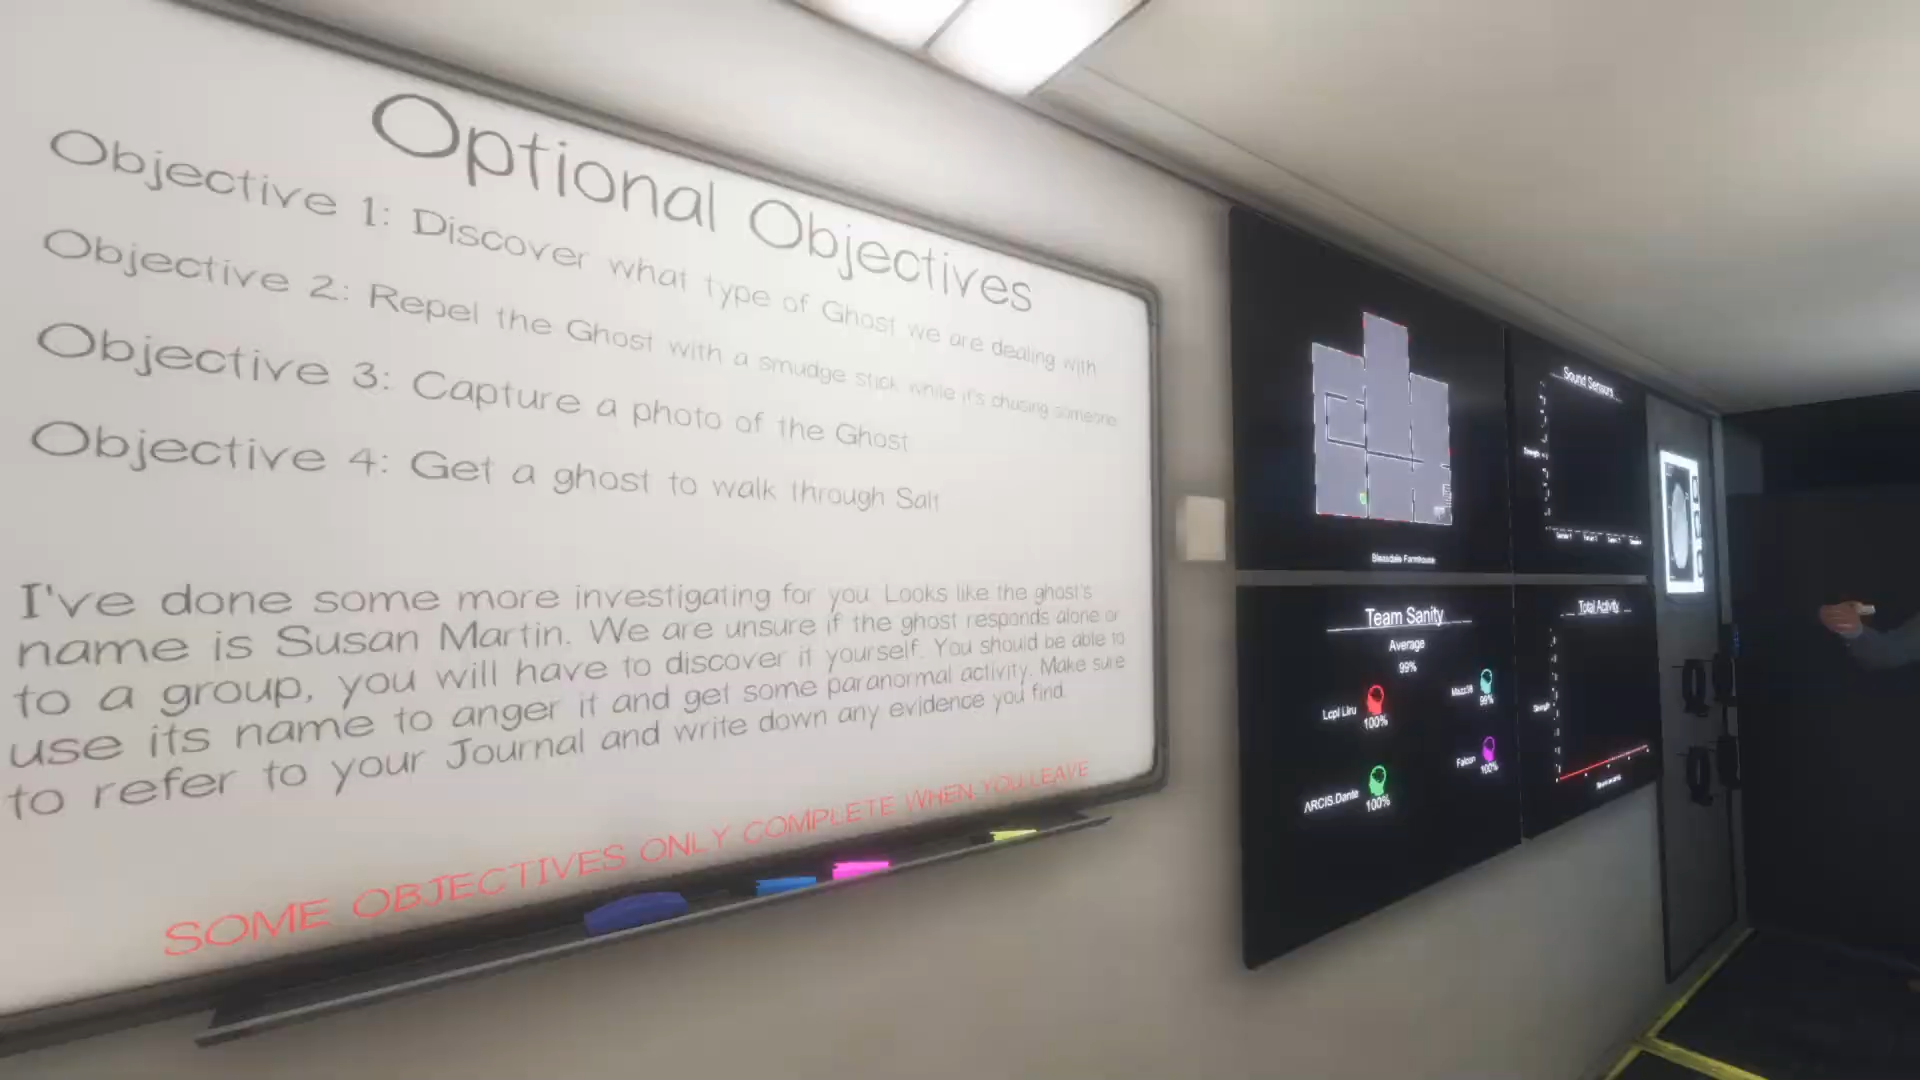 Optional Objectives
Objective 1: Discover what type of Ghost we are dealing with
Objective 2: Repel the Ghost with a smudge stick while it's chasing someone
Objective 3: Capture a photo of the Ghost
Objective 4: Get a ghost to walk through Salt
I've done some more investigating for you. Looks like the ghost's
name is Susan Martin. We are unsure if the ghost responds alone or
to a group, you will have to discover it yourself. You should be able to
use its name to anger it and get some paranormal activity. Make sure
to refer to your Journal and write down any evidence you find.
SOME OBJECTIVES ONLY COMPLETE WHEN YOU LEAVE
Bleasdale Farmhouse
Sound Sensors
Team Sanity
Average
99%
Lcpl Liru
100%
99%
ARCIS.Dante
100%
Falcon
100%
Total Activity